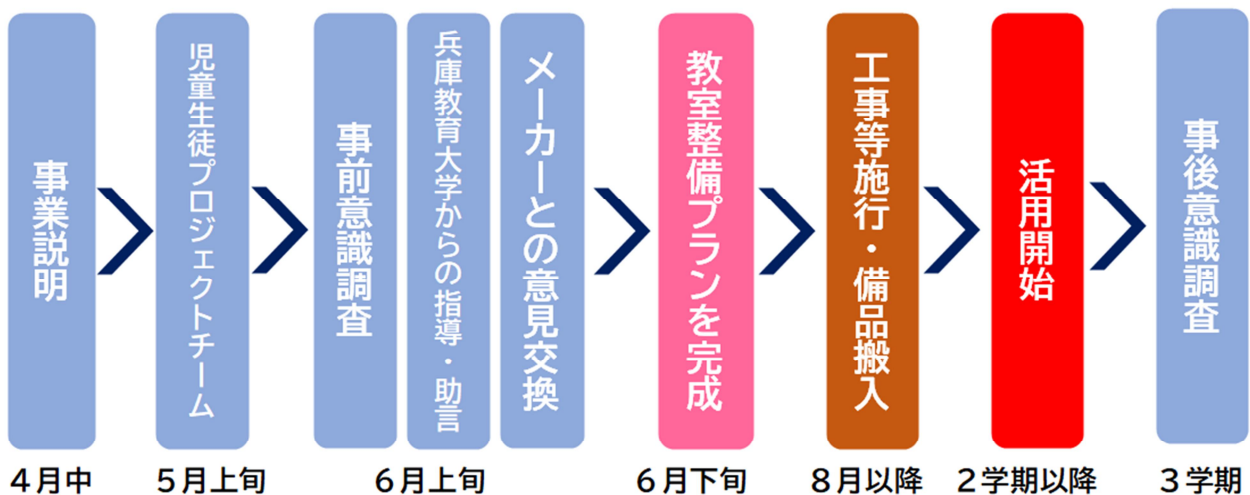 事業説明
児童生徒プロジェクトチーム
事前意識調査
兵庫教育大学からの指導・助言
メーカーとの意見交換
教室整備プランを完成
工事等施行・備品搬入
活用開始
事後意識調査
4月中
5月上旬
6月上旬
6月下旬
8月以降
2学期以降
3学期